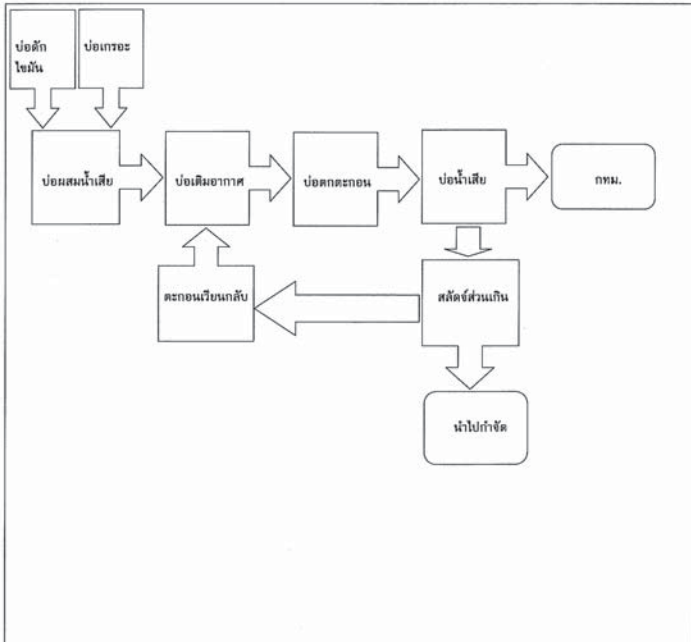 บ่อดัก
ไขมัน
บ่อเกรอะ
บ่อผสมน้ำเสีย
บ่อเติมอากาศ
บ่อตกตะกอน
บ่อน้ำเสีย
กทม.
ตะกอนเวียนกลับ
สลัดจ์ส่วนเกิน
นำไปกำจัด